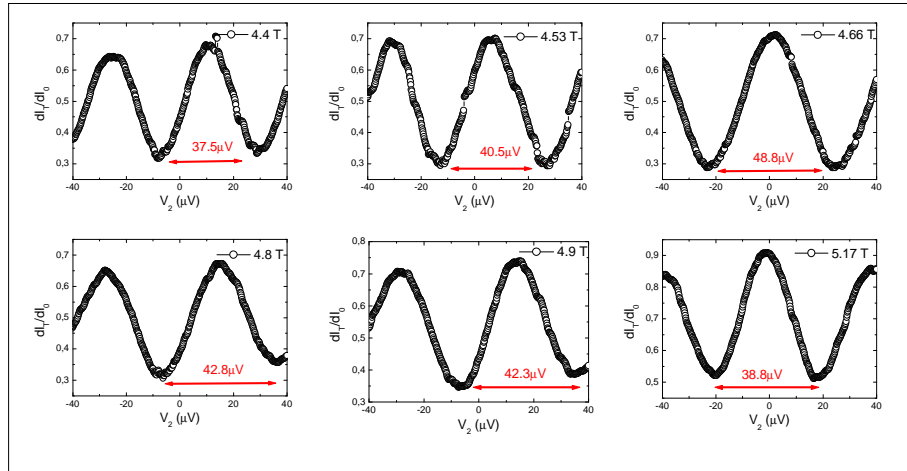 4.4 T
0,7
0,6
0,5
0,4
0,3
dI_T/dI_0
37.5μV
-40 -20 0 20 40
V_2 (μV)
4.53 T
0,7
0,6
0,5
0,4
0,3
dI_T/dI_0
40.5μV
-40 -20 0 20 40
V_2 (μV)
4.66 T
0,7
0,6
0,5
0,4
0,3
dI_T/dI_0
48.8μV
-40 -20 0 20 40
V_2 (μV)
4.8 T
0,7
0,6
0,5
0,4
0,3
dI_T/dI_0
42.8μV
-40 -20 0 20 40
V_2 (μV)
4.9 T
0,9
0,8
0,7
0,6
0,5
0,4
0,3
dI_T/dI_0
42.3μV
-40 -20 0 20 40
V_2 (μV)
5.17 T
0,9
0,8
0,7
0,6
0,5
dI_T/dI_0
38.8μV
-40 -20 0 20 40
V_2 (μV)